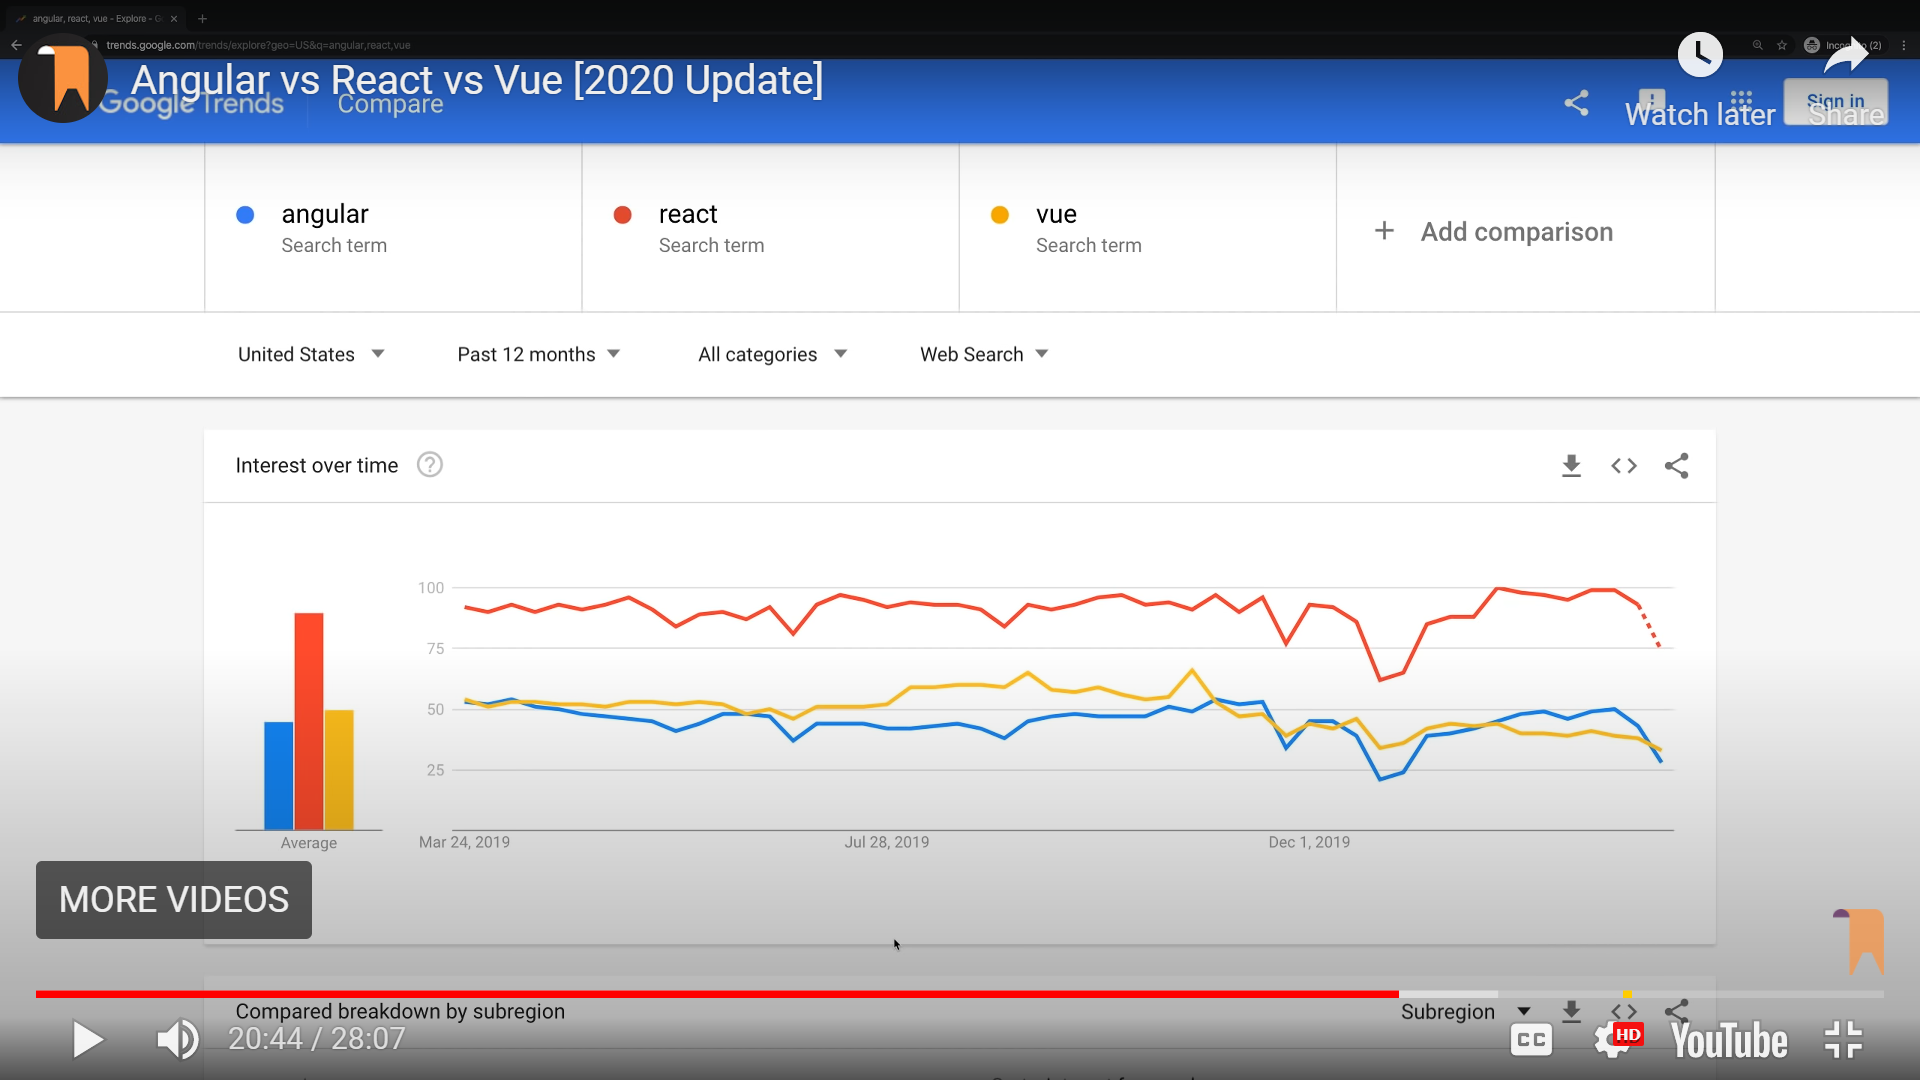 angular, react, vue - Explore - G
trends.google.com/trends/explore?geo=US&q=angular,react,vue
(2)
Angular vs React vs Vue [2020 Update]
Google Trends
Compare
Watch later
Sign in
Share
angular
Search term
react
Search term
vue
Search term
+ Add comparison
United States
Past 12 months
All categories
Web Search
Interest over time
?
100
75
50
25
Average
Mar 24, 2019
Jul 28, 2019
Dec 1, 2019
MORE VIDEOS
Compared breakdown by subregion
Subregion
20:44 / 28:07
CC
HD
YouTube